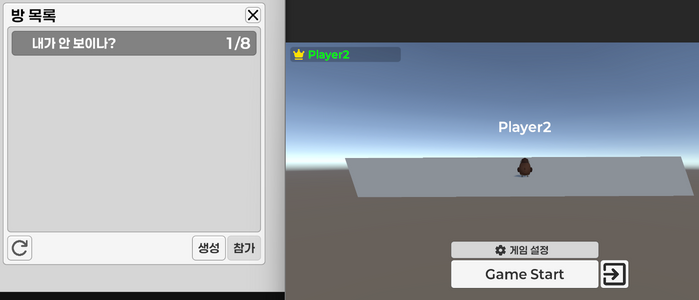 방 목록
내가 안 보이나? 1/8
생성 참가
Player2
Player2
게임 설정
Game Start